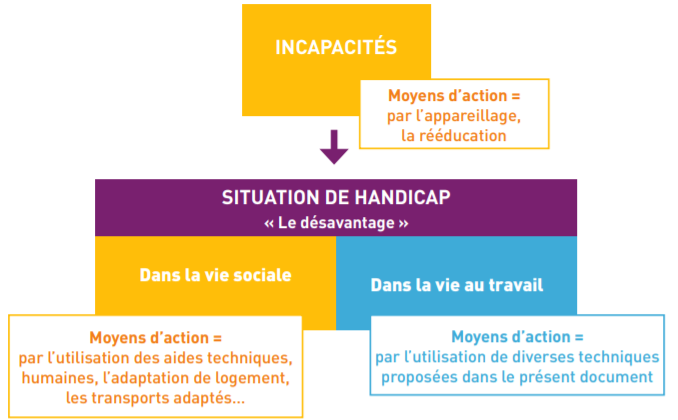 INCAPACITÉS
Moyens d’action =
par l’appareillage,
la rééducation
SITUATION DE HANDICAP
« Le désavantage »
Dans la vie sociale
Dans la vie au travail
Moyens d’action =
par l’utilisation des aides techniques,
humaines, l’adaptation de logement,
les transports adaptés...
Moyens d’action =
par l’utilisation de diverses techniques
proposées dans le présent document